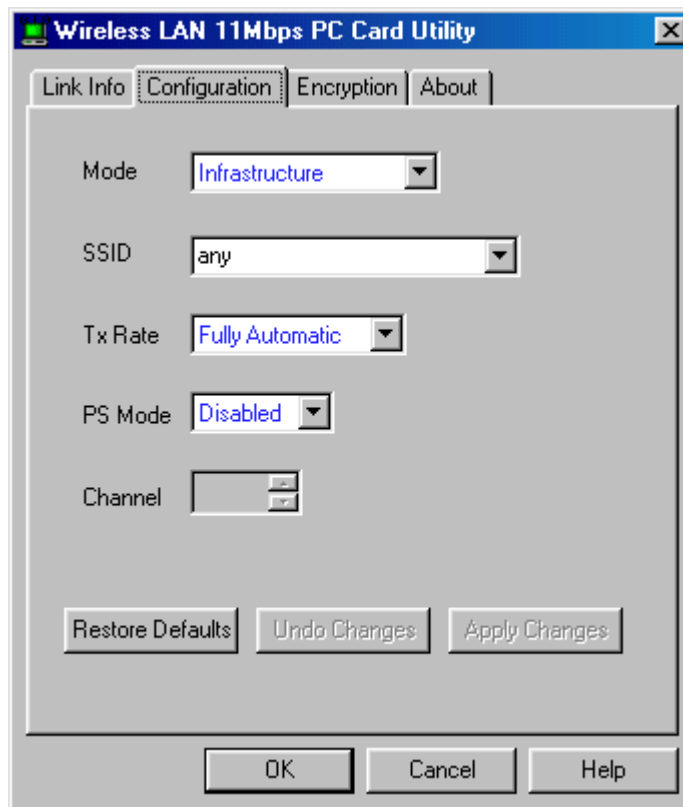 Wireless LAN 11Mbps PC Card Utility
Link Info Configuration Encryption About
Mode Infrastructure
SSID any
Tx Rate Fully Automatic
PS Mode Disabled
Channel
Restore Defaults Undo Changes Apply Changes
OK Cancel Help